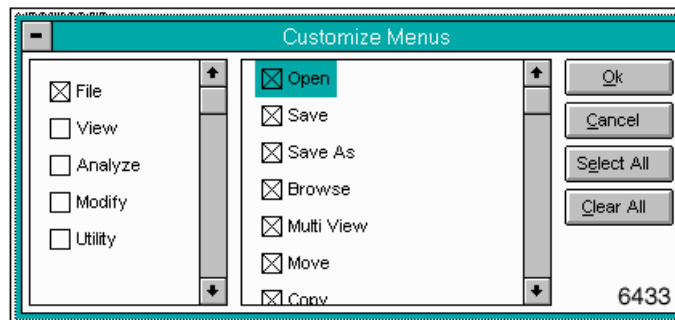 Customize Menus
File
View
Analyze
Modify
Utility
Open
Save
Save As
Browse
Multi View
Move
Copy
Ok
Cancel
Select All
Clear All
6433